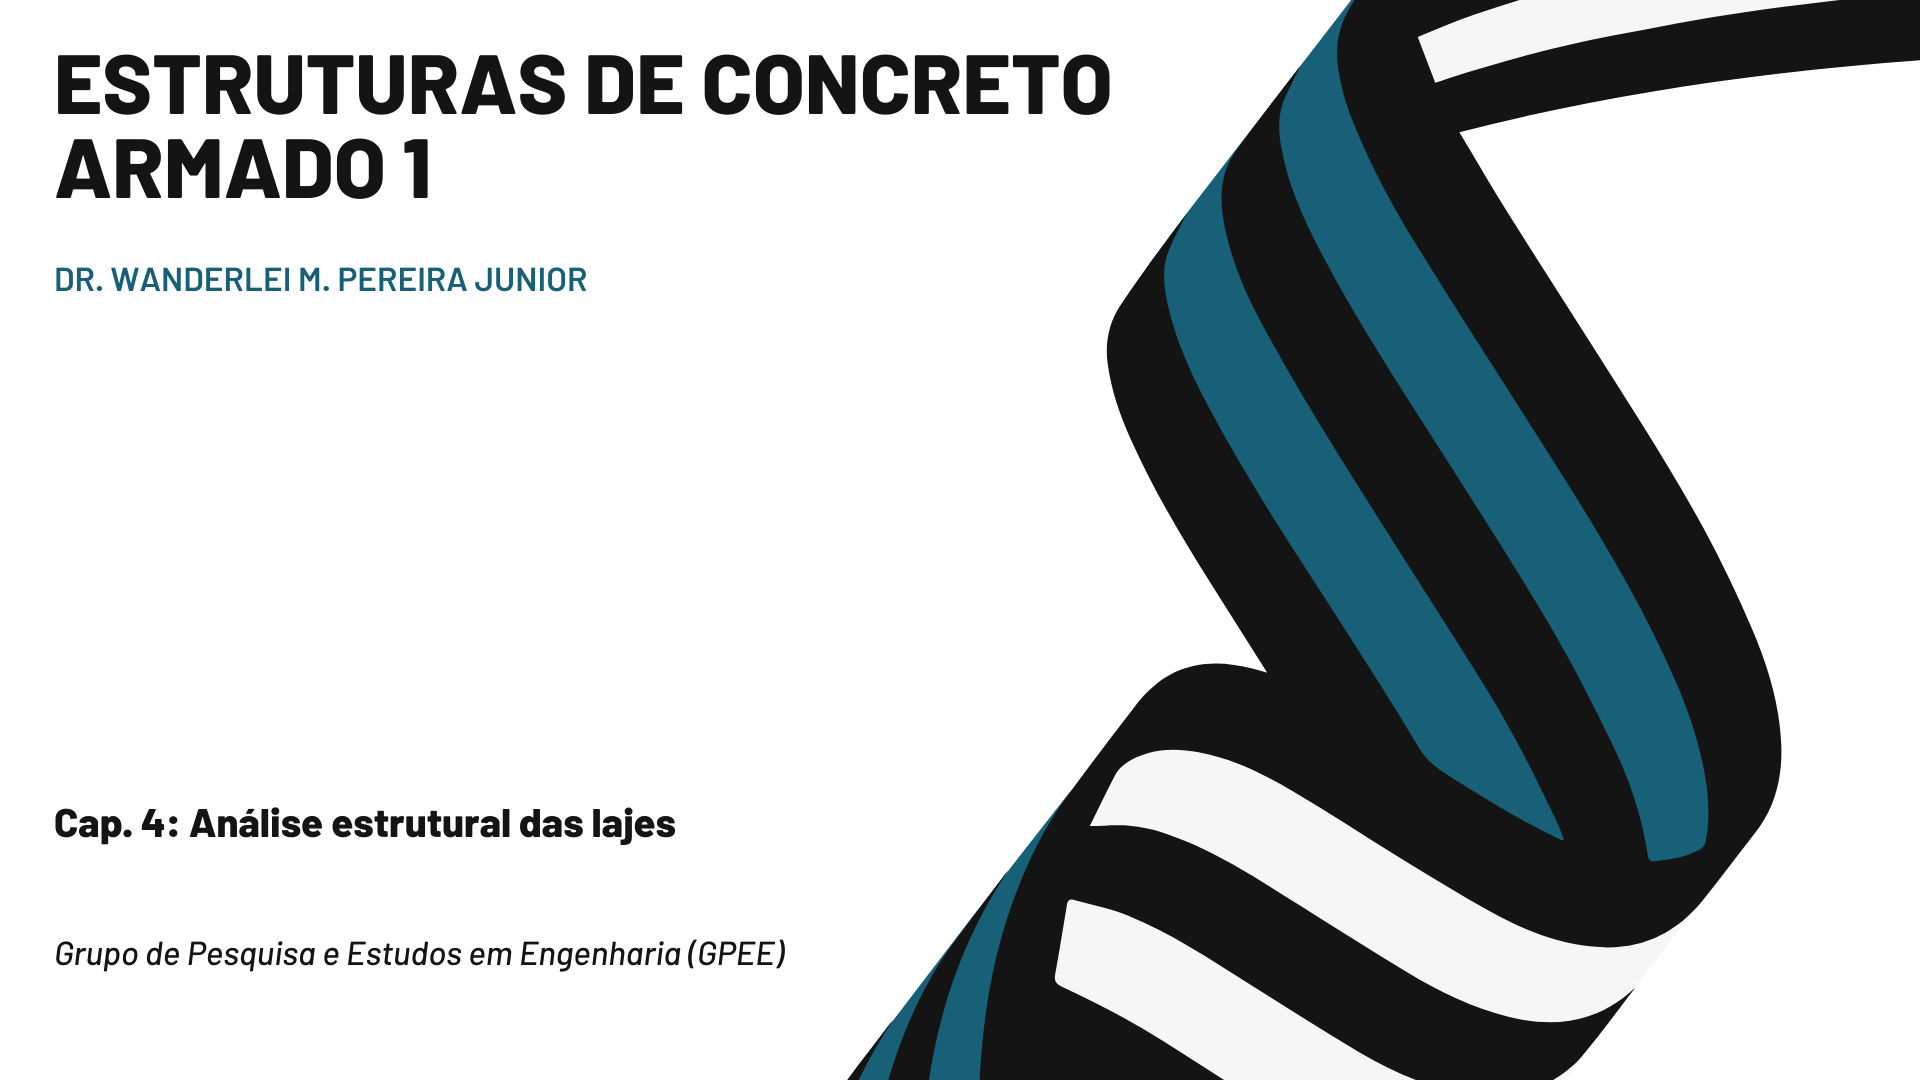 ESTRUTURAS DE CONCRETO
ARMADO 1
DR. WANDERLEI M. PEREIRA JUNIOR
Cap. 4: Análise estrutural das lajes
Grupo de Pesquisa e Estudos em Engenharia (GPEE)